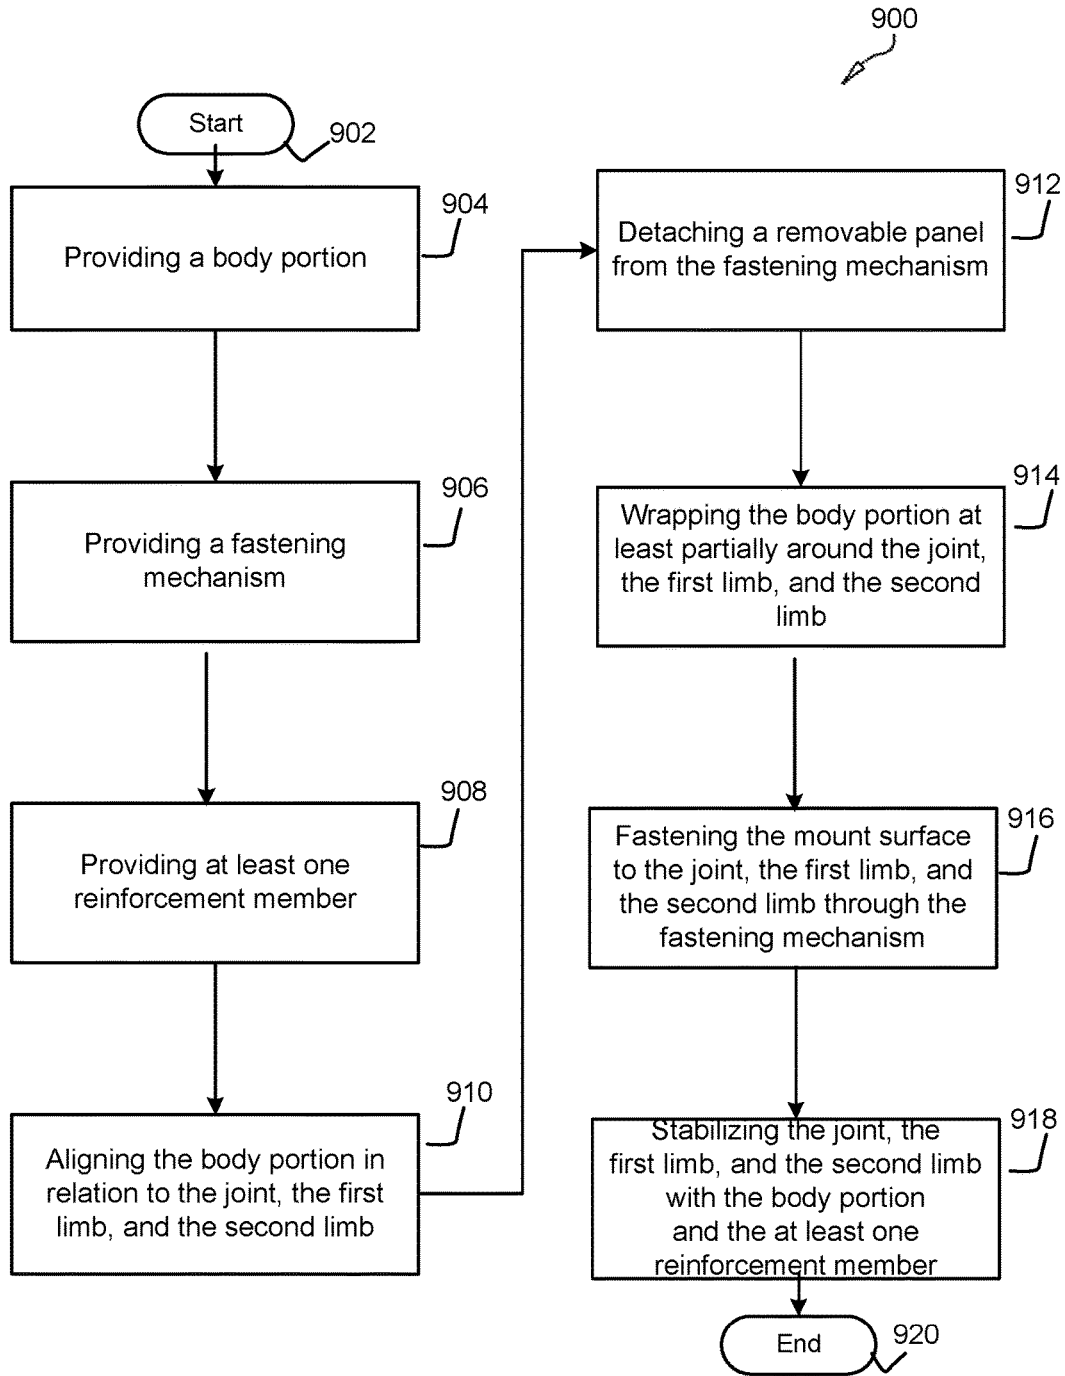 900
Start
902
Providing a body portion
904
Providing a fastening
mechanism
906
Providing at least one
reinforcement member
908
Aligning the body portion in
relation to the joint, the first
limb, and the second limb
910
Detaching a removable panel
from the fastening mechanism
912
Wrapping the body portion at
least partially around the joint,
the first limb, and the second
limb
914
Fastening the mount surface
to the joint, the first limb, and
the second limb through the
fastening mechanism
916
Stabilizing the joint, the
first limb, and the second limb
with the body portion
and the at least one
reinforcement member
918
End
920